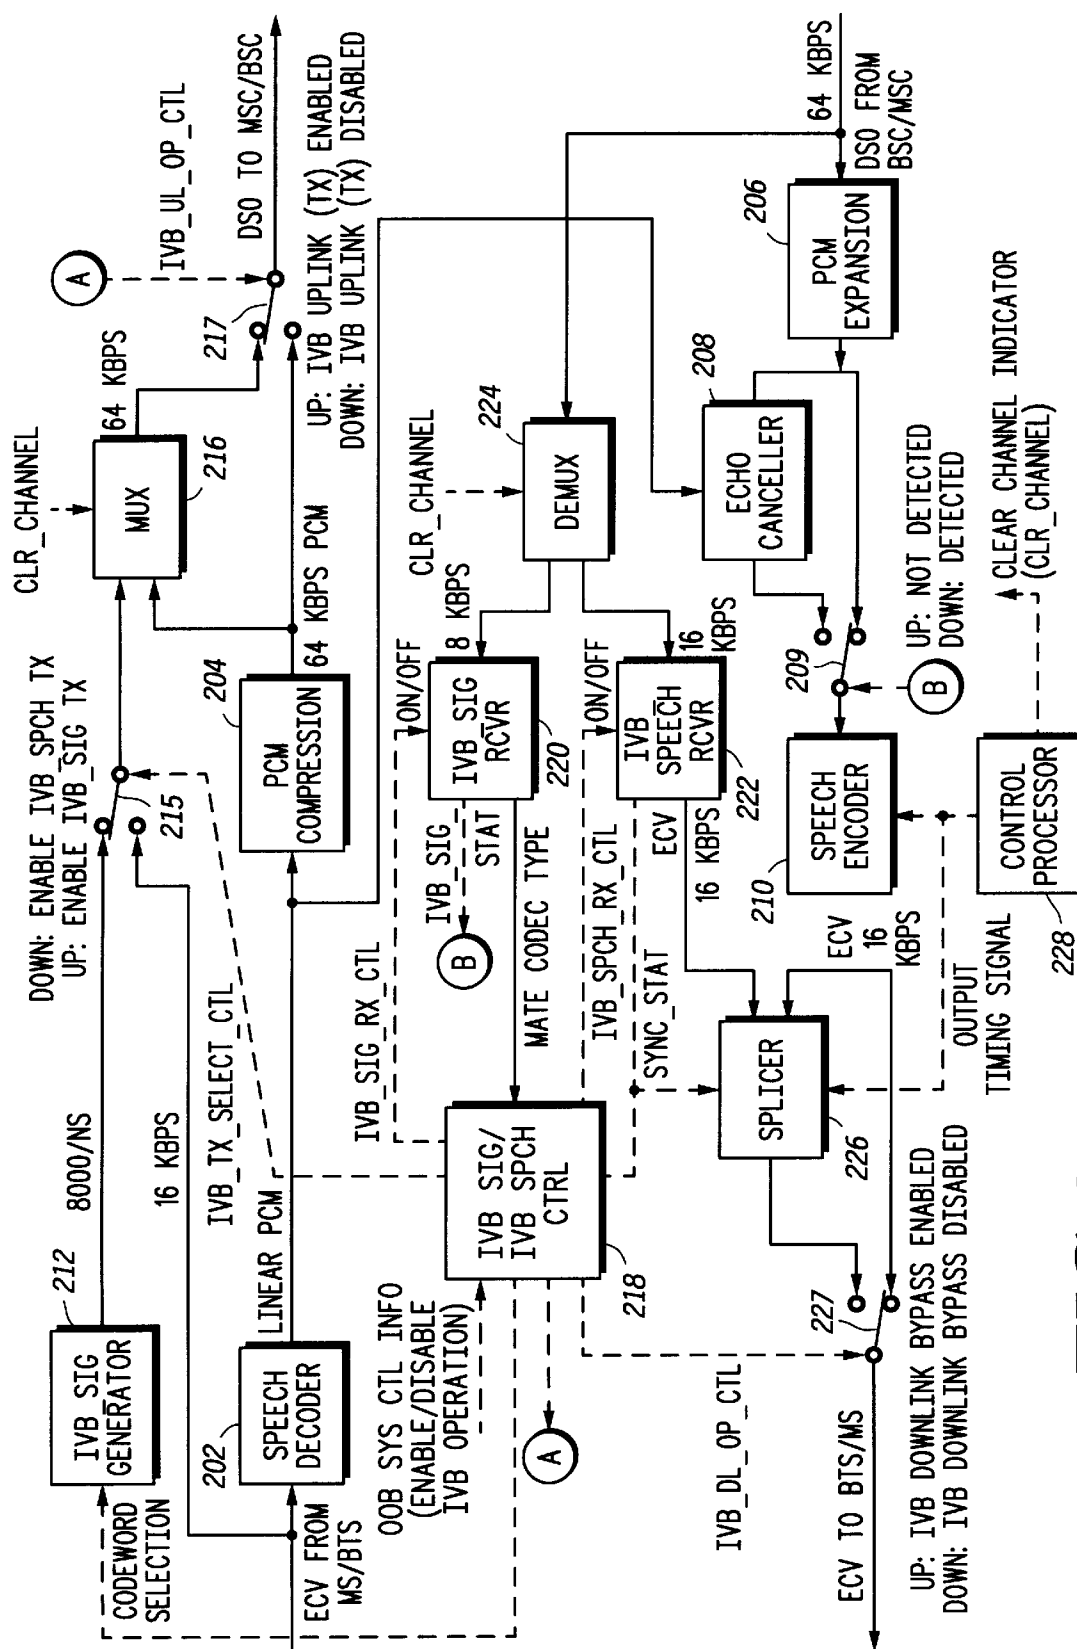 CLR_CHANNEL
DOWN: ENABLE IVB_SPCH TX
UP: ENABLE IVB_SIG TX
212
IVB SIG
GENERATOR
8000/NS
215
MUX
216
64 KBPS
A
IVB_UL_OP_CTL
217
DSO TO MSC/BSC
UP: IVB UPLINK (TX) ENABLED
DOWN: IVB UPLINK (TX) DISABLED
CODEWORD
SELECTION
16 KBPS
IVB_TX_SELECT_CTL
202
SPEECH
DECODER
LINEAR PCM
204
PCM
COMPRESSION
64 KBPS PCM
ECV FROM
MS/BTS
OOB SYS CTL INFO
(ENABLE/DISABLE
IVB OPERATION)
IVB_SIG_RX_CTL
ON/OFF
8 KBPS
CLR_CHANNEL
224
DEMUX
IVB SIG
RCVR
220
IVB_SIG
STAT
B
MATE CODEC TYPE
IVB SIG/
IVB SPCH
CTRL
218
A
IVB_SPCH_RX_CTL
ON/OFF
16
KBPS
IVB
SPEECH
RCVR
222
SYNC_STAT
ECV
16 KBPS
208
ECHO
CANCELLER
64 KBPS
DSO FROM
BSC/MSC
206
PCM
EXPANSION
IVB_DL_OP_CTL
SPLICER
226
227
ECV
16
KBPS
210
SPEECH
ENCODER
209
B
UP: NOT DETECTED
DOWN: DETECTED
ECV TO BTS/MS
UP: IVB DOWNLINK BYPASS ENABLED
DOWN: IVB DOWNLINK BYPASS DISABLED
OUTPUT
TIMING SIGNAL
228
CONTROL
PROCESSOR
CLEAR CHANNEL INDICATOR
(CLR_CHANNEL)